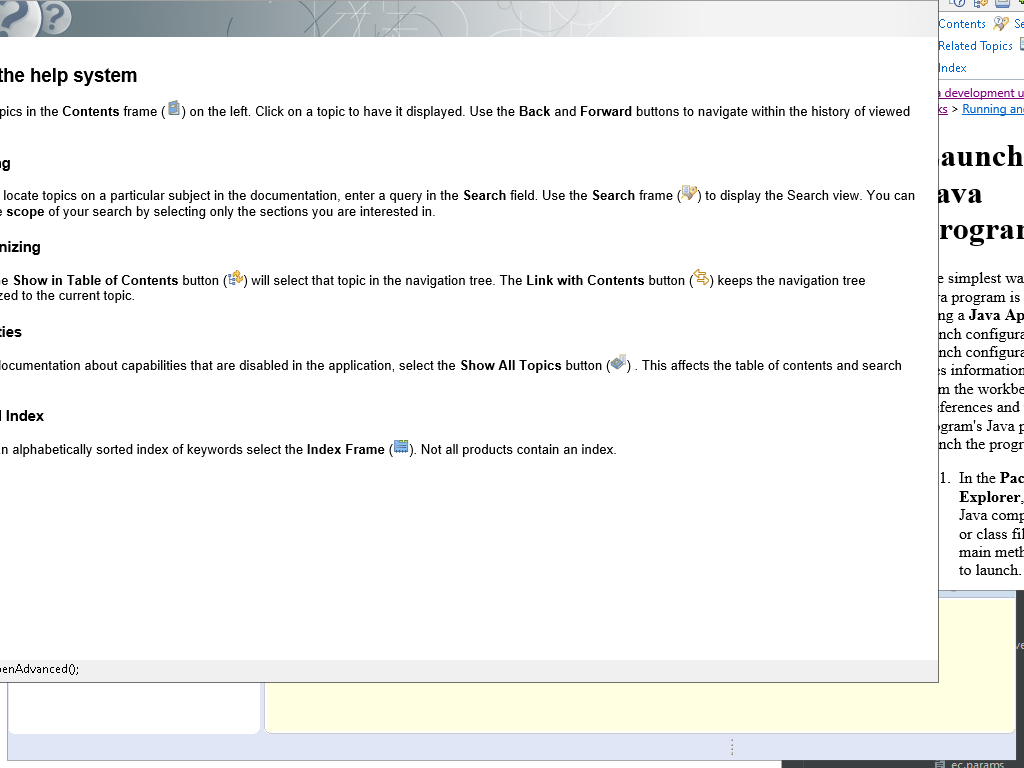 the help system
pics in the Contents frame ( ) on the left. Click on a topic to have it displayed. Use the Back and Forward buttons to navigate within the history of viewed
ng
locate topics on a particular subject in the documentation, enter a query in the Search field. Use the Search frame ( ) to display the Search view. You can
e scope of your search by selecting only the sections you are interested in.
nizing
he Show in Table of Contents button ( ) will select that topic in the navigation tree. The Link with Contents button ( ) keeps the navigation tree
zed to the current topic.
ties
documentation about capabilities that are disabled in the application, select the Show All Topics button ( ) . This affects the table of contents and search
d Index
n alphabetically sorted index of keywords select the Index Frame ( ). Not all products contain an index.
penAdvanced();
Contents Se
Related Topics
Index
a development u
ks > Running an
aunch
ava
rogram
e simplest wa
va program is
ng a Java Ap
nch configura
nch configura
es information
m the workbe
ferences and
ogram's Java p
nch the progr
1. In the Pac
Explorer,
Java comp
or class fil
main meth
to launch.
ve
ec.params